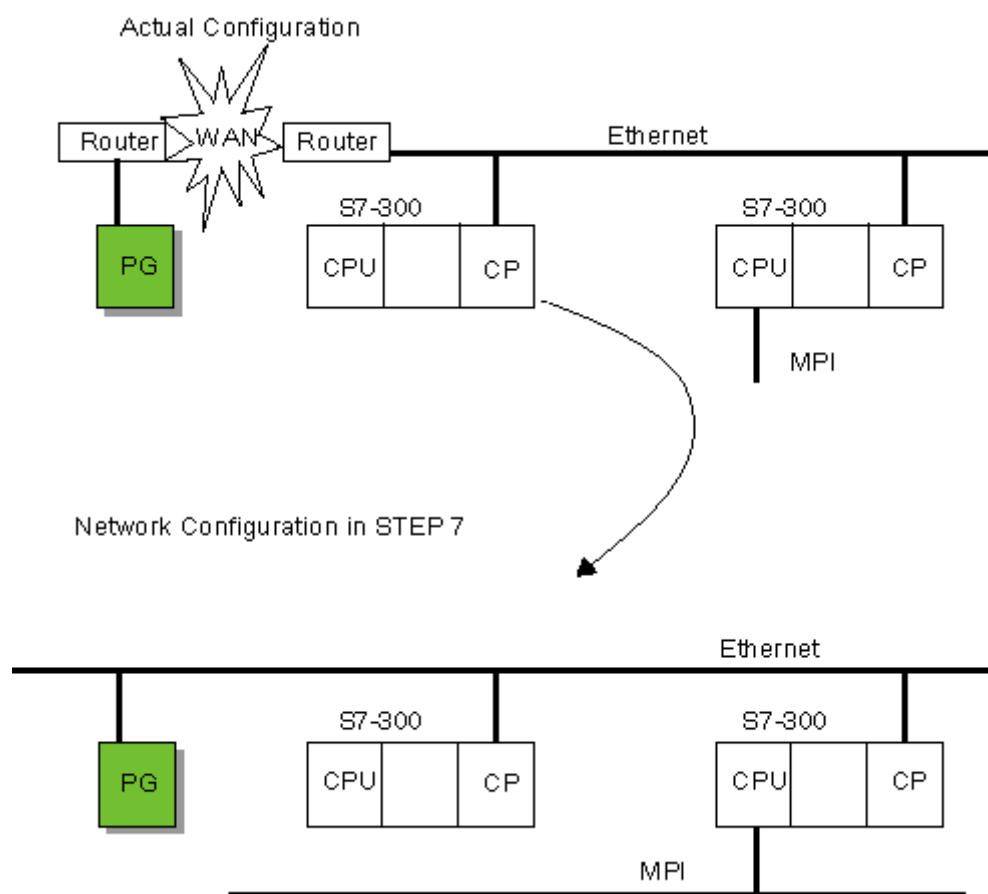 Actual Configuration
Router
WAN
Router
Ethernet
S7-300
S7-300
PG
CPU
CP
CPU
CP
MPI
Network Configuration in STEP 7
Ethernet
S7-300
S7-300
PG
CPU
CP
CPU
CP
MPI